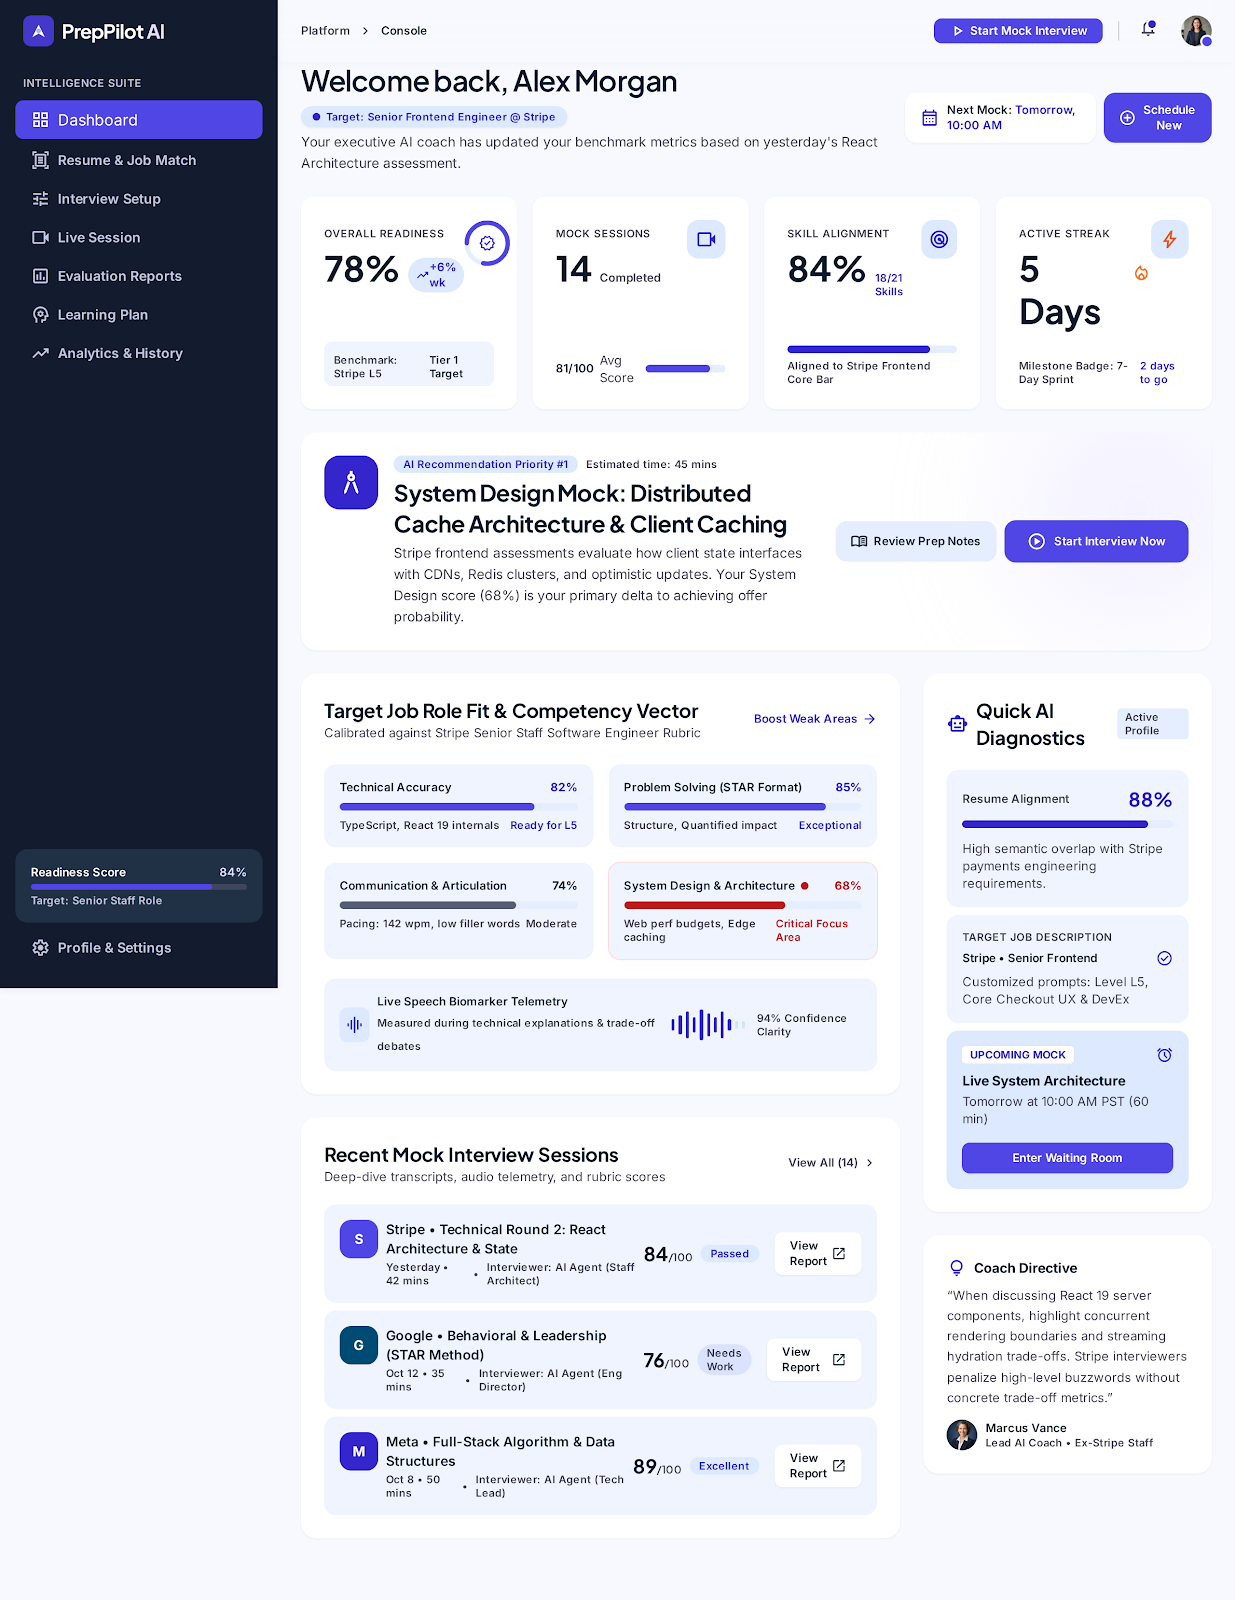 PrepPilot AI
INTELLIGENCE SUITE
Dashboard
Resume & Job Match
Interview Setup
Live Session
Evaluation Reports
Learning Plan
Analytics & History
Readiness Score 84%
Target: Senior Staff Role
Profile & Settings
Platform > Console
Start Mock Interview
Welcome back, Alex Morgan
Target: Senior Frontend Engineer @ Stripe
Your executive AI coach has updated your benchmark metrics based on yesterday's React
Architecture assessment.
Next Mock: Tomorrow,
10:00 AM
Schedule
New
OVERALL READINESS
78% +6%
wk
Benchmark: Tier 1
Stripe L5 Target
MOCK SESSIONS
14 Completed
81/100 Avg
Score
SKILL ALIGNMENT
84% 18/21
Skills
Aligned to Stripe Frontend
Core Bar
ACTIVE STREAK
5
Days
Milestone Badge: 7- 2 days
Day Sprint to go
AI Recommendation Priority #1 Estimated time: 45 mins
System Design Mock: Distributed
Cache Architecture & Client Caching
Stripe frontend assessments evaluate how client state interfaces
with CDNs, Redis clusters, and optimistic updates. Your System
Design score (68%) is your primary delta to achieving offer
probability.
Review Prep Notes
Start Interview Now
Target Job Role Fit & Competency Vector
Calibrated against Stripe Senior Staff Software Engineer Rubric
Boost Weak Areas
Technical Accuracy 82%
TypeScript, React 19 internals Ready for L5
Problem Solving (STAR Format) 85%
Structure, Quantified impact Exceptional
Communication & Articulation 74%
Pacing: 142 wpm, low filler words Moderate
System Design & Architecture 68%
Web perf budgets, Edge Critical Focus
caching Area
Live Speech Biomarker Telemetry
Measured during technical explanations & trade-off
debates
94% Confidence
Clarity
Recent Mock Interview Sessions
Deep-dive transcripts, audio telemetry, and rubric scores
View All (14)
S
Stripe • Technical Round 2: React
Architecture & State
Yesterday • • Interviewer: AI Agent (Staff
42 mins Architect)
84/100 Passed
View
Report
G
Google • Behavioral & Leadership
(STAR Method)
Oct 12 • 35 • Interviewer: AI Agent (Eng
mins Director)
76/100 Needs
Work
View
Report
M
Meta • Full-Stack Algorithm & Data
Structures
Oct 8 • 50 • Interviewer: AI Agent (Tech
mins Lead)
89/100 Excellent
View
Report
Quick AI
Diagnostics
Active
Profile
Resume Alignment 88%
High semantic overlap with Stripe
payments engineering
requirements.
TARGET JOB DESCRIPTION
Stripe • Senior Frontend
Customized prompts: Level L5,
Core Checkout UX & DevEx
UPCOMING MOCK
Live System Architecture
Tomorrow at 10:00 AM PST (60
min)
Enter Waiting Room
Coach Directive
“When discussing React 19 server
components, highlight concurrent
rendering boundaries and streaming
hydration trade-offs. Stripe interviewers
penalize high-level buzzwords without
concrete trade-off metrics.”
Marcus Vance
Lead AI Coach • Ex-Stripe Staff